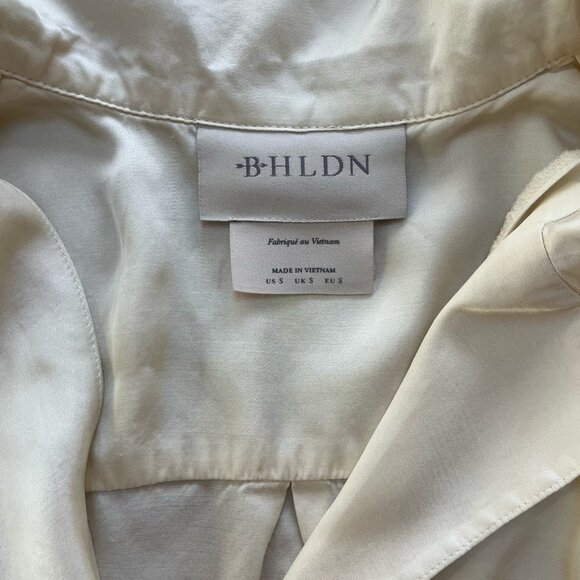 BHLDN
Fabriqué au Vietnam
MADE IN VIETNAM
US S UK S EU S